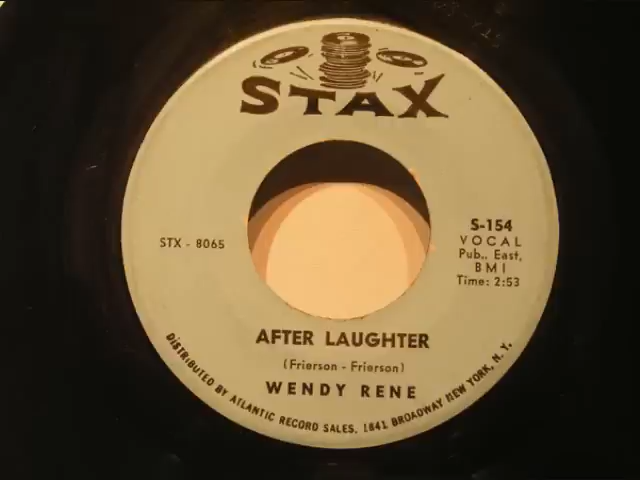 STAX
STX - 8065
S-154
VOCAL
Pub., East,
BMI
Time: 2:53
AFTER LAUGHTER
(Frierson - Frierson)
WENDY RENE
DISTRIBUTED BY ATLANTIC RECORD SALES, 1841 BROADWAY NEW YORK, N. Y.